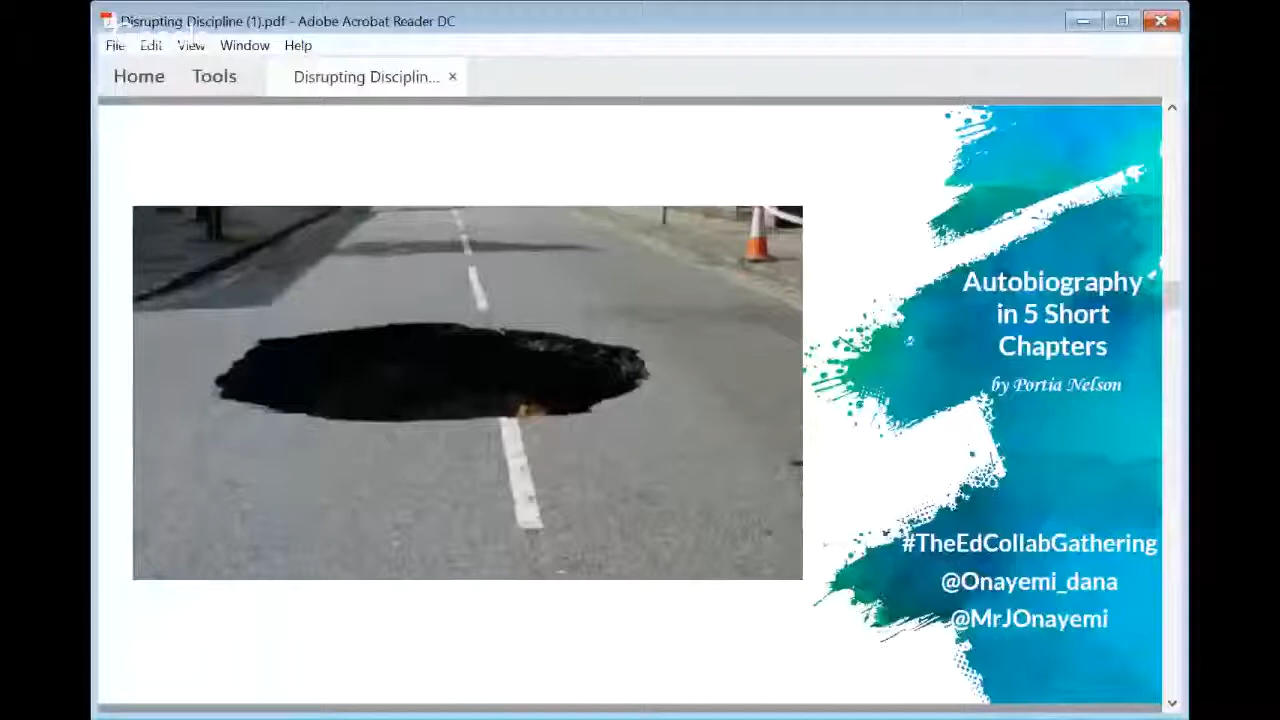 Disrupting Discipline (1).pdf - Adobe Acrobat Reader DC
File Edit View Window Help
Home Tools Disrupting Disciplin... ×
Autobiography
in 5 Short
Chapters
by Portia Nelson
#TheEdCollabGathering
@Onayemi_dana
@MrJOnayemi